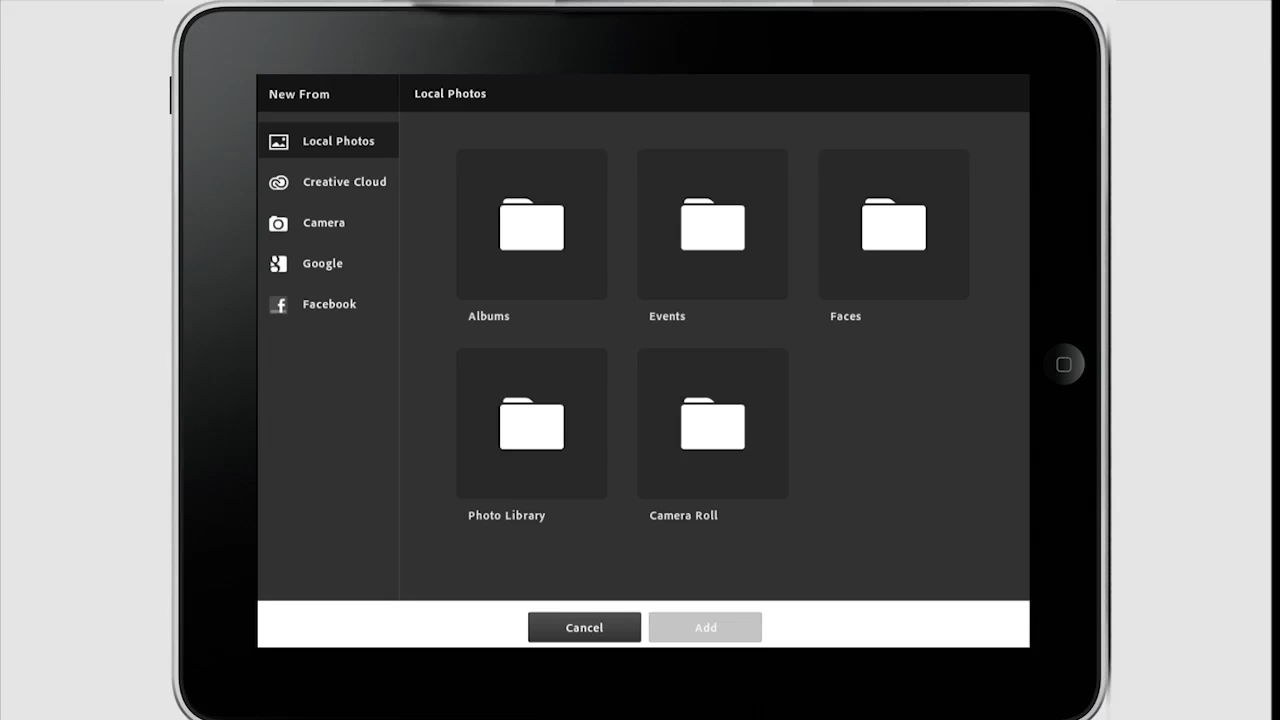 New From
Local Photos
Local Photos
Creative Cloud
Camera
Google
Facebook
Albums
Events
Faces
Photo Library
Camera Roll
Cancel
Add